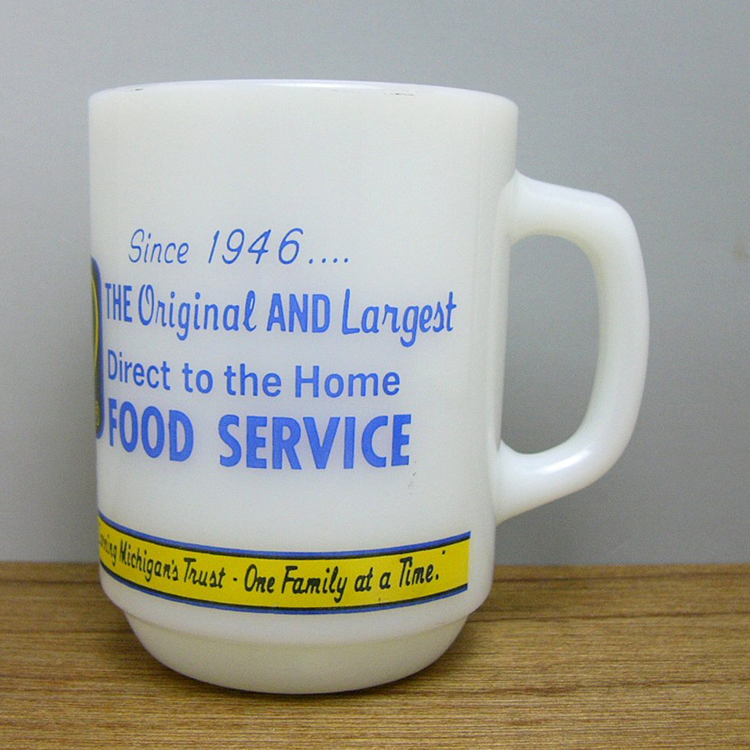 Since 1946....
THE Original AND Largest
Direct to the Home
FOOD SERVICE
Michigan's Trust - One Family at a Time."